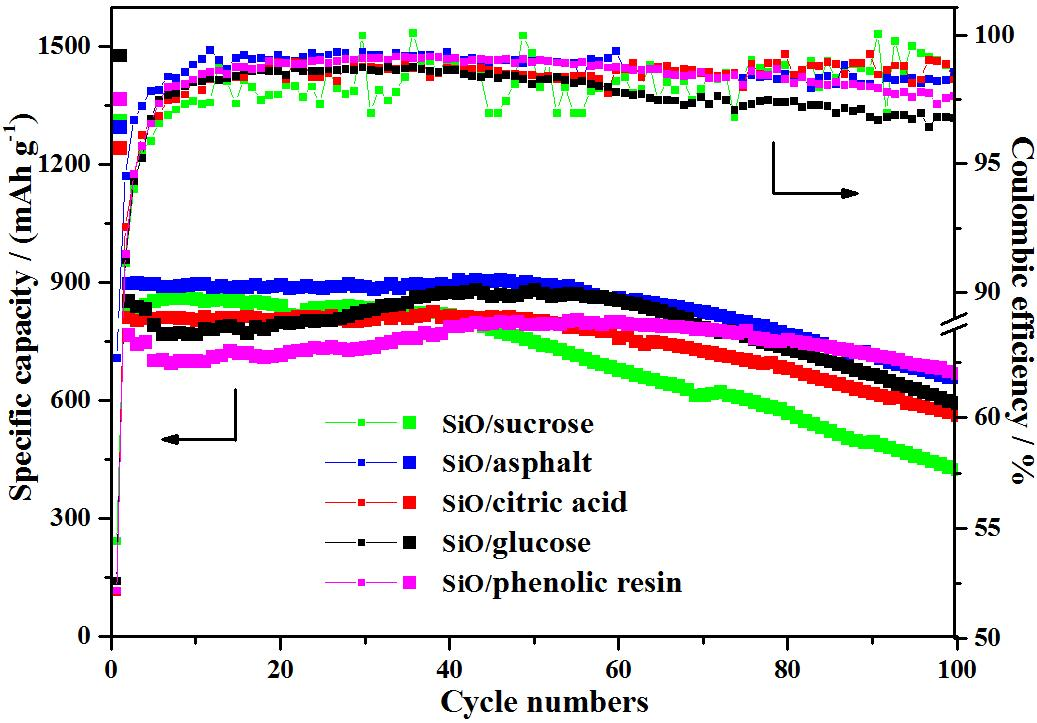 Specific capacity / (mAh g⁻¹)
1500
1200
900
600
300
0
100
95
90
60
55
50
Coulombic efficiency / %
SiO/sucrose
SiO/asphalt
SiO/citric acid
SiO/glucose
SiO/phenolic resin
0 20 40 60 80 100
Cycle numbers